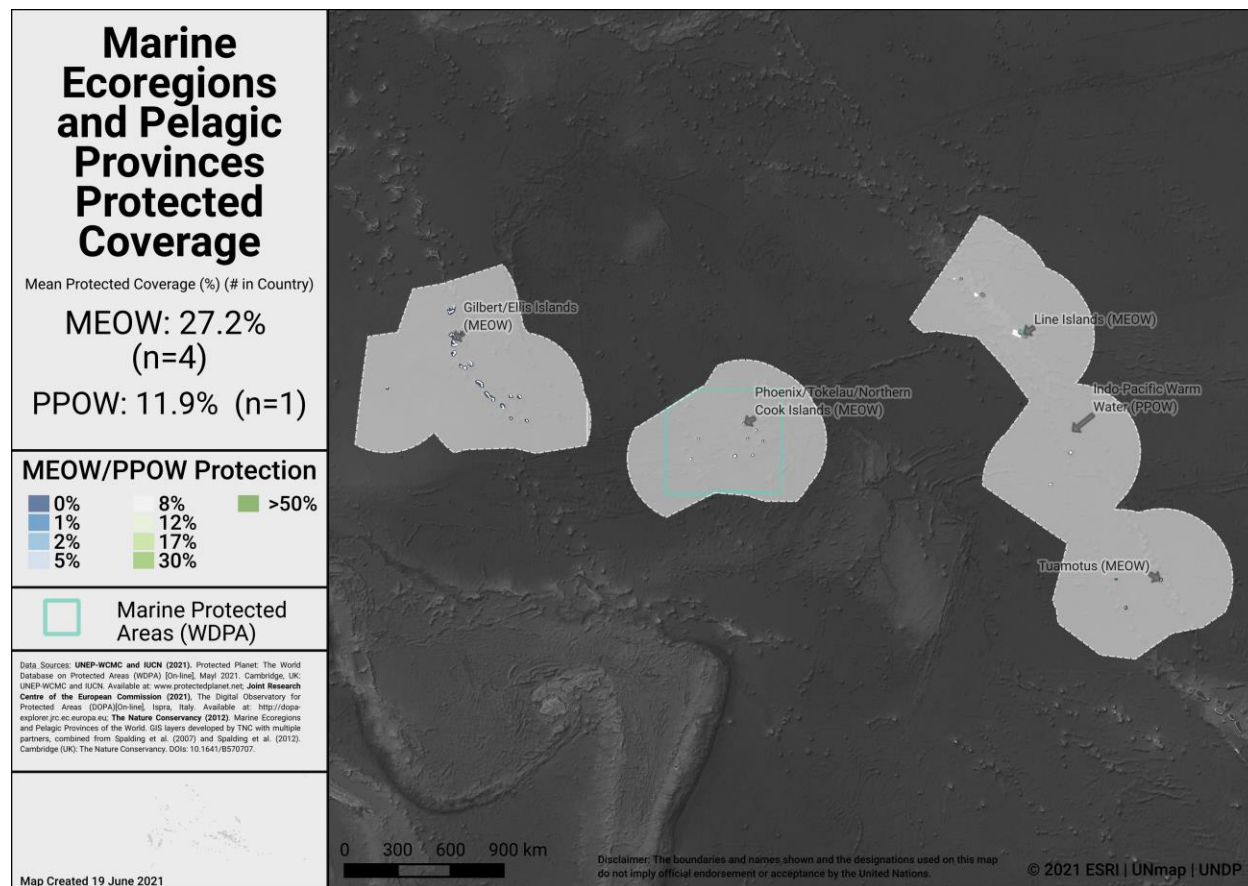 Marine
Ecoregions
and Pelagic
Provinces
Protected
Coverage
Mean Protected Coverage (%) (# in Country)
MEOW: 27.2%
(n=4)
PPOW: 11.9% (n=1)
MEOW/PPOW Protection
0%
1%
2%
5%
8%
12%
17%
30%
>50%
Marine Protected
Areas (WDPA)
Data Sources: UNEP-WCMC and IUCN (2021). Protected Planet: The World
Database on Protected Areas (WDPA) [On-line], Mayl 2021. Cambridge, UK:
UNEP-WCMC and IUCN. Available at: www.protectedplanet.net; Joint Research
Centre of the European Commission (2021), The Digital Observatory for
Protected Areas (DOPA)[On-line], Ispra, Italy. Available at: http://dopa-
explorer.jrc.ec.europa.eu; The Nature Conservancy (2012). Marine Ecoregions
and Pelagic Provinces of the World. GIS layers developed by TNC with multiple
partners, combined from Spalding et al. (2007) and Spalding et al. (2012).
Cambridge (UK): The Nature Conservancy. DOIs: 10.1641/B570707.
Map Created 19 June 2021
Gilbert/Ellis Islands
(MEOW)
Phoenix/Tokelau/Northern
Cook Islands (MEOW)
Line Islands (MEOW)
Indo-Pacific Warm
Water (PPOW)
Tuamotus (MEOW)
0 300 600 900 km
Disclaimer: The boundaries and names shown and the designations used on this map
do not imply official endorsement or acceptance by the United Nations.
© 2021 ESRI | UNmap | UNDP